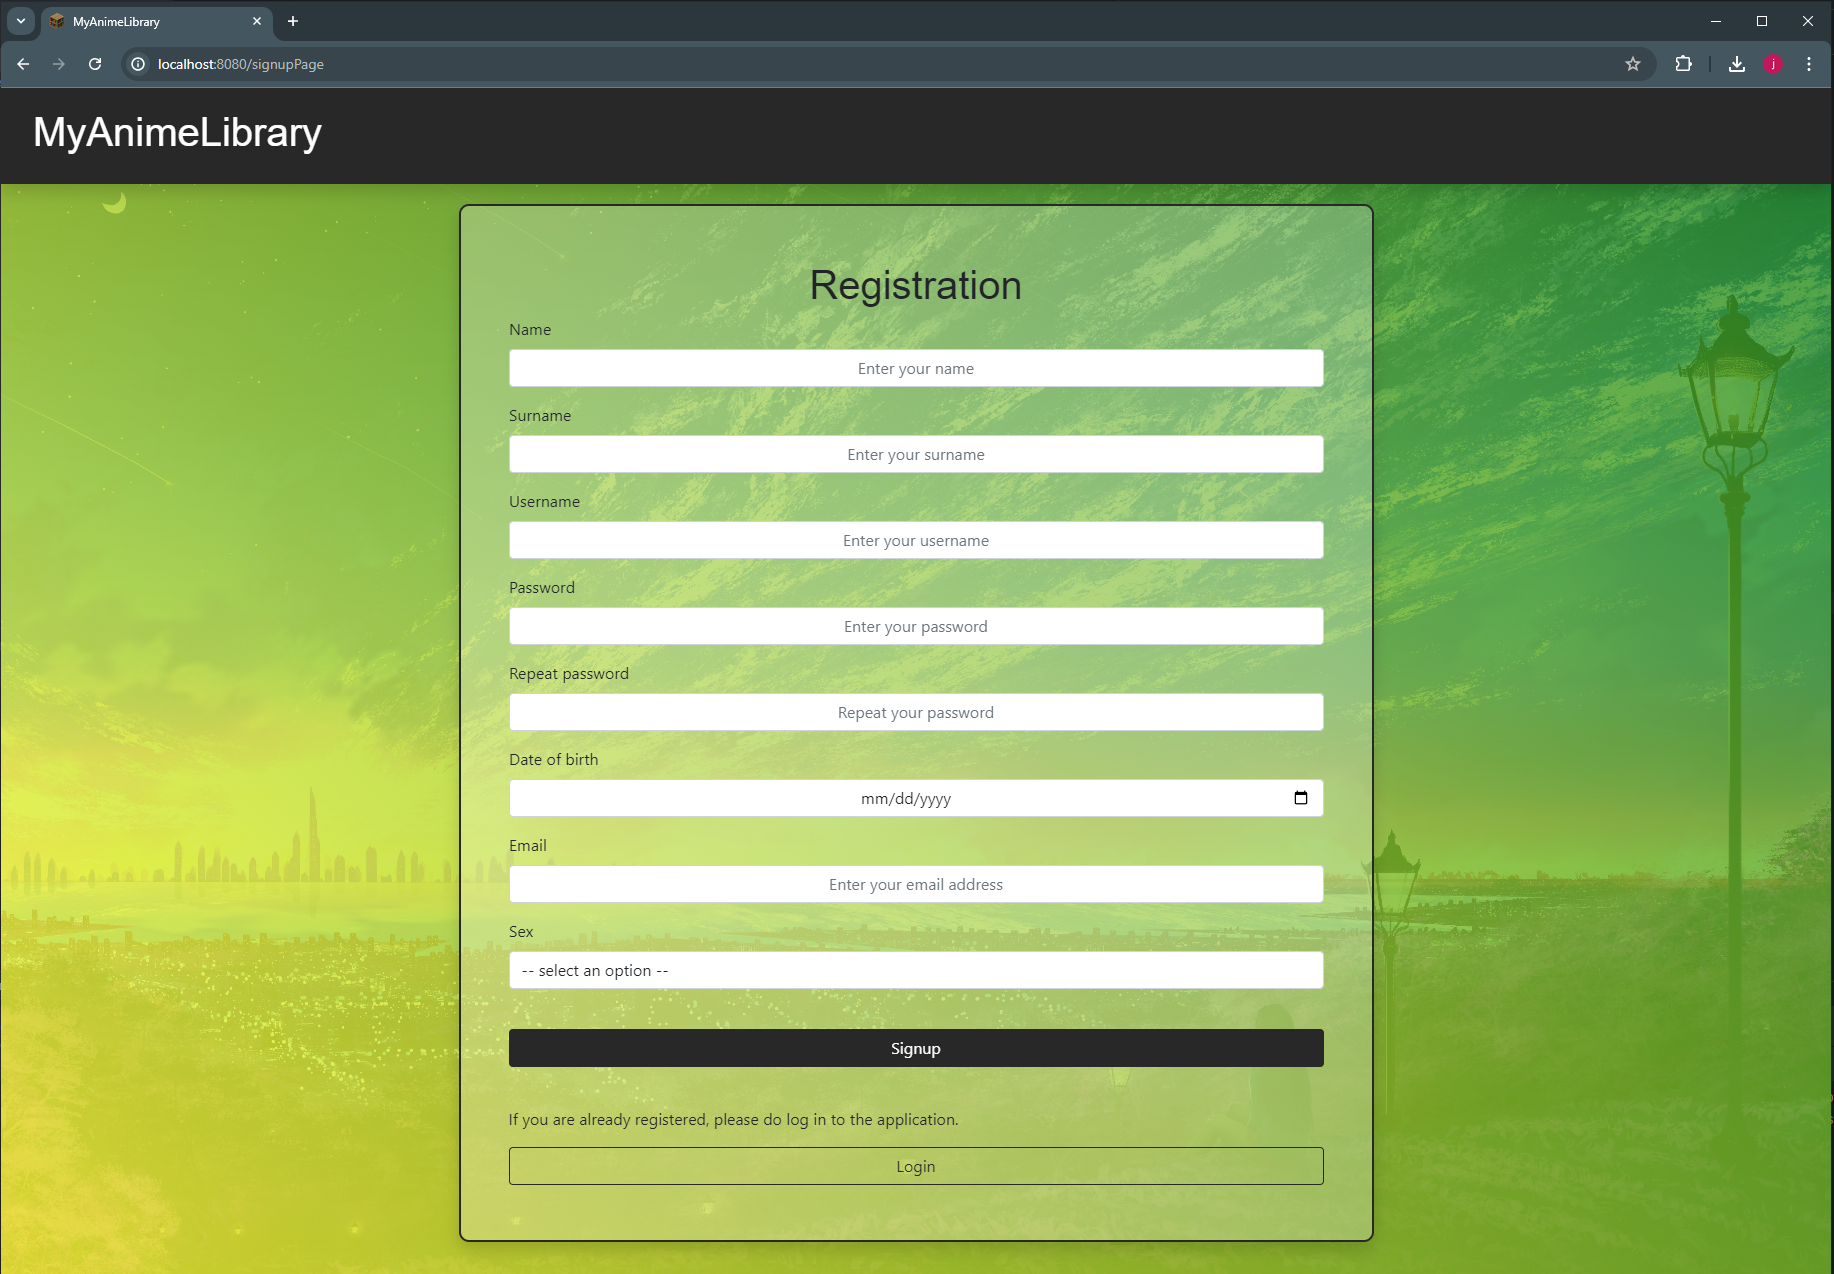 MyAnimeLibrary
localhost:8080/signupPage
j
MyAnimeLibrary
Registration
Name
Enter your name
Surname
Enter your surname
Username
Enter your username
Password
Enter your password
Repeat password
Repeat your password
Date of birth
mm/dd/yyyy
Email
Enter your email address
Sex
-- select an option --
Signup
If you are already registered, please do log in to the application.
Login